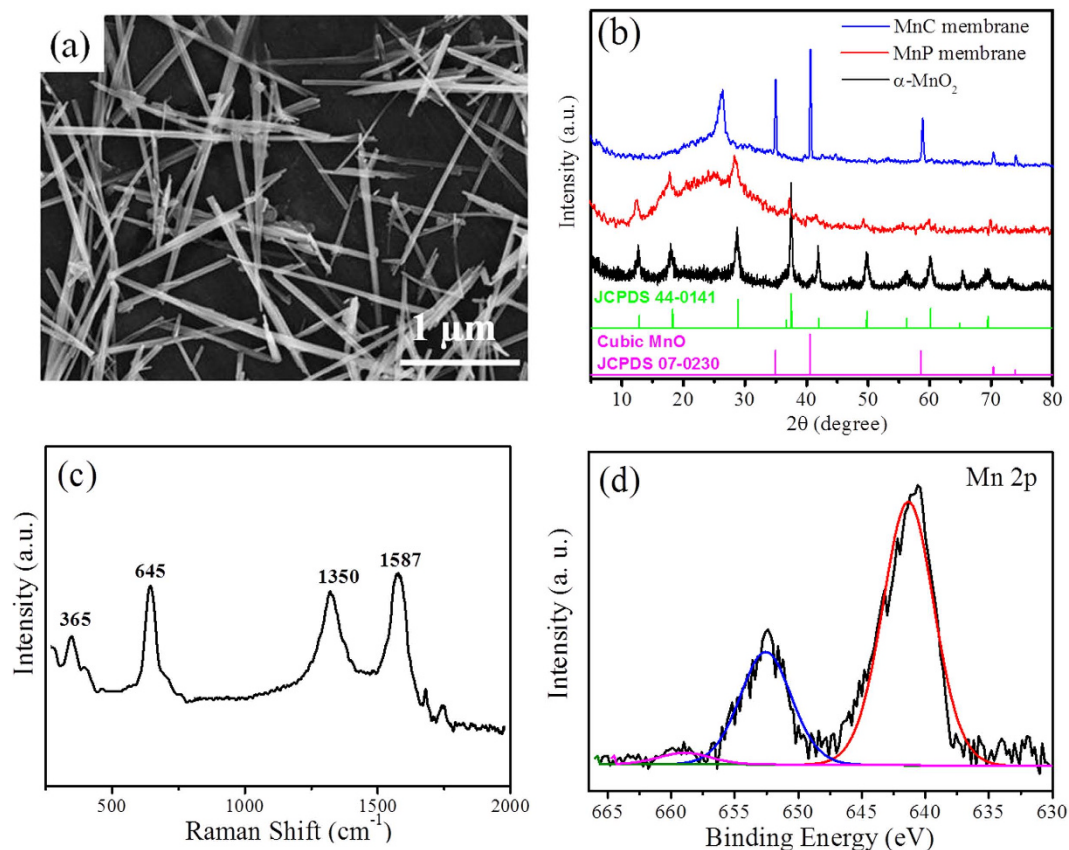 (a)
1 μm
(b)
MnC membrane
MnP membrane
α-MnO₂
Intensity (a.u.)
JCPDS 44-0141
Cubic MnO
JCPDS 07-0230
10 20 30 40 50 60 70 80
2θ (degree)
(c)
365
645
1350
1587
Intensity (a.u.)
500 1000 1500 2000
Raman Shift (cm⁻¹)
(d)
Mn 2p
Intensity (a. u.)
665 660 655 650 645 640 635 630
Binding Energy (eV)